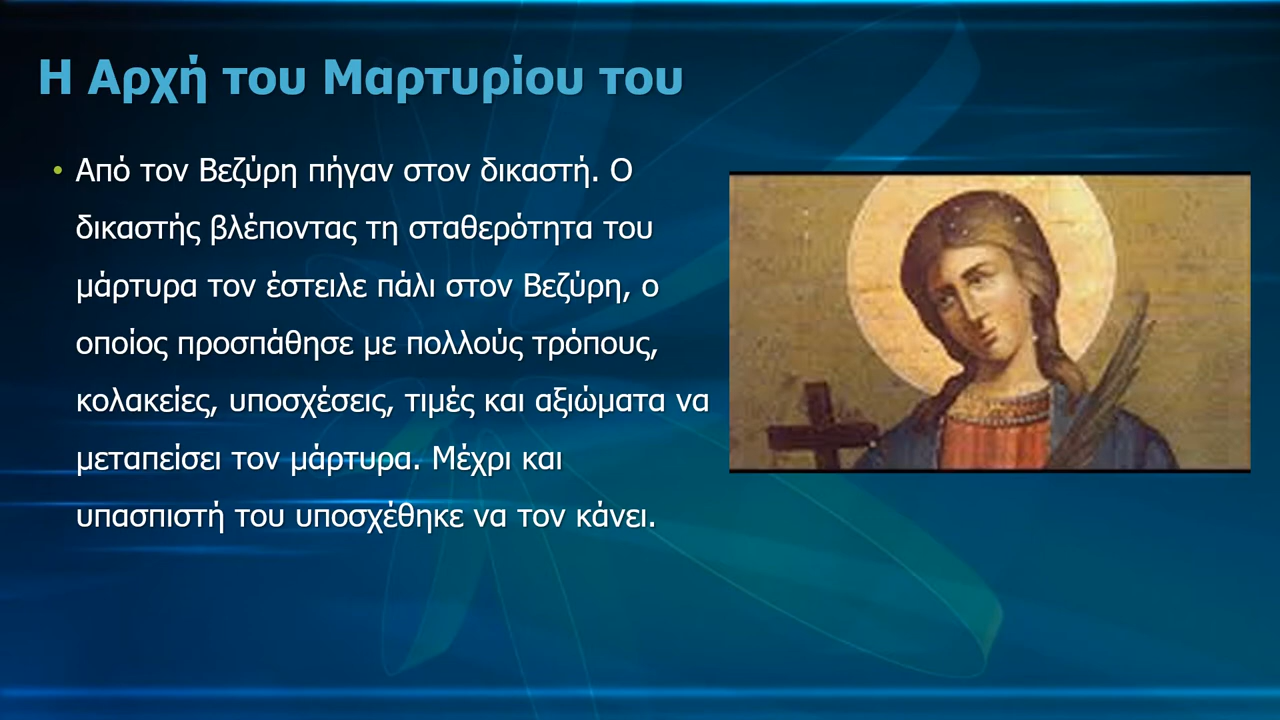 Η Αρχή του Μαρτυρίου του
• Από τον Βεζύρη πήγαν στον δικαστή. Ο
δικαστής βλέποντας τη σταθερότητα του
μάρτυρα τον έστειλε πάλι στον Βεζύρη, ο
οποίος προσπάθησε με πολλούς τρόπους,
κολακείες, υποσχέσεις, τιμές και αξιώματα να
μεταπείσει τον μάρτυρα. Μέχρι και
υπασπιστή του υποσχέθηκε να τον κάνει.